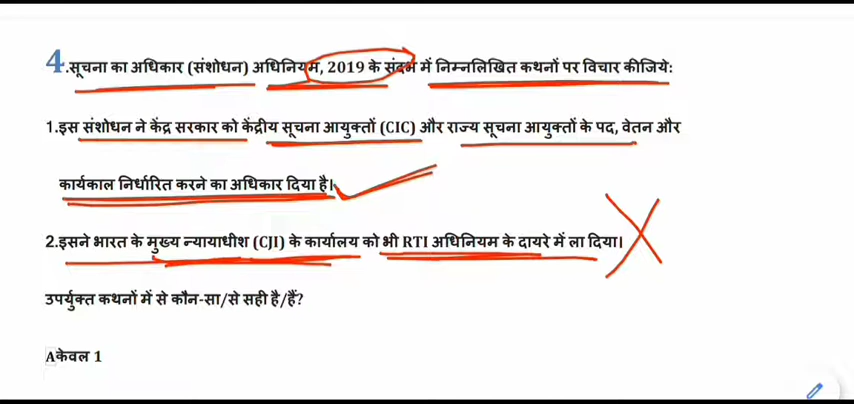 4.सूचना का अधिकार (संशोधन) अधिनियम, 2019 के संदर्भ में निम्नलिखित कथनों पर विचार कीजिये:
1.इस संशोधन ने केंद्र सरकार को केंद्रीय सूचना आयुक्तों (CIC) और राज्य सूचना आयुक्तों के पद, वेतन और
कार्यकाल निर्धारित करने का अधिकार दिया है।
2.इसने भारत के मुख्य न्यायाधीश (CJI) के कार्यालय को भी RTI अधिनियम के दायरे में ला दिया।
उपर्युक्त कथनों में से कौन-सा/से सही है/हैं?
Aकेवल 1